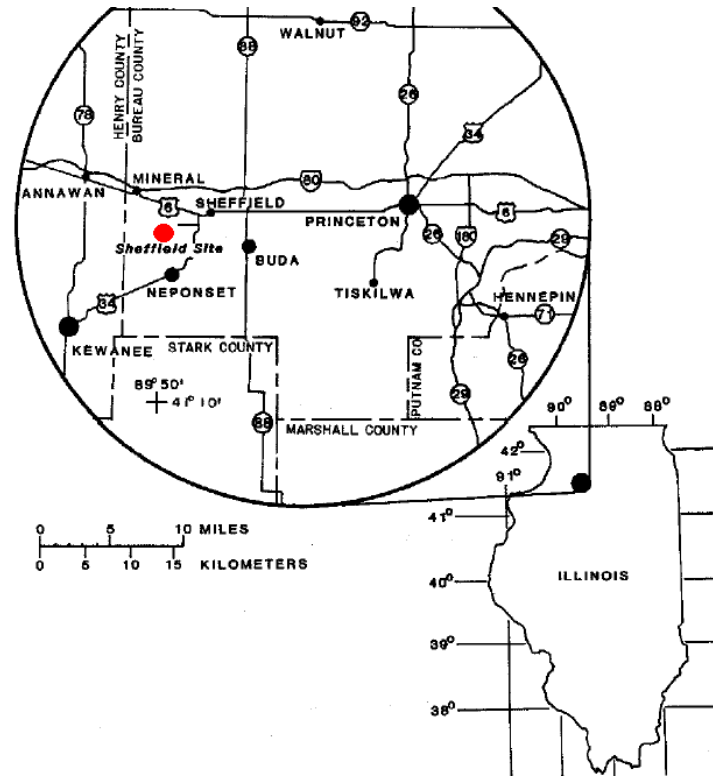 WALNUT
92
88
HENRY COUNTY
BUREAU COUNTY
26
78
34
MINERAL
80
ANNAWAN
6
SHEFFIELD
PRINCETON
6
180
Sheffield Site
26
29
BUDA
NEPONSET
TISKILWA
HENNEPIN
34
71
KEWANEE
STARK COUNTY
PUTNAM CO
26
89° 50'
41° 10'
29
88
MARSHALL COUNTY
90° 89° 88°
42°
91°
0 5 10 MILES
41°
0 5 10 15 KILOMETERS
ILLINOIS
40°
39°
38°